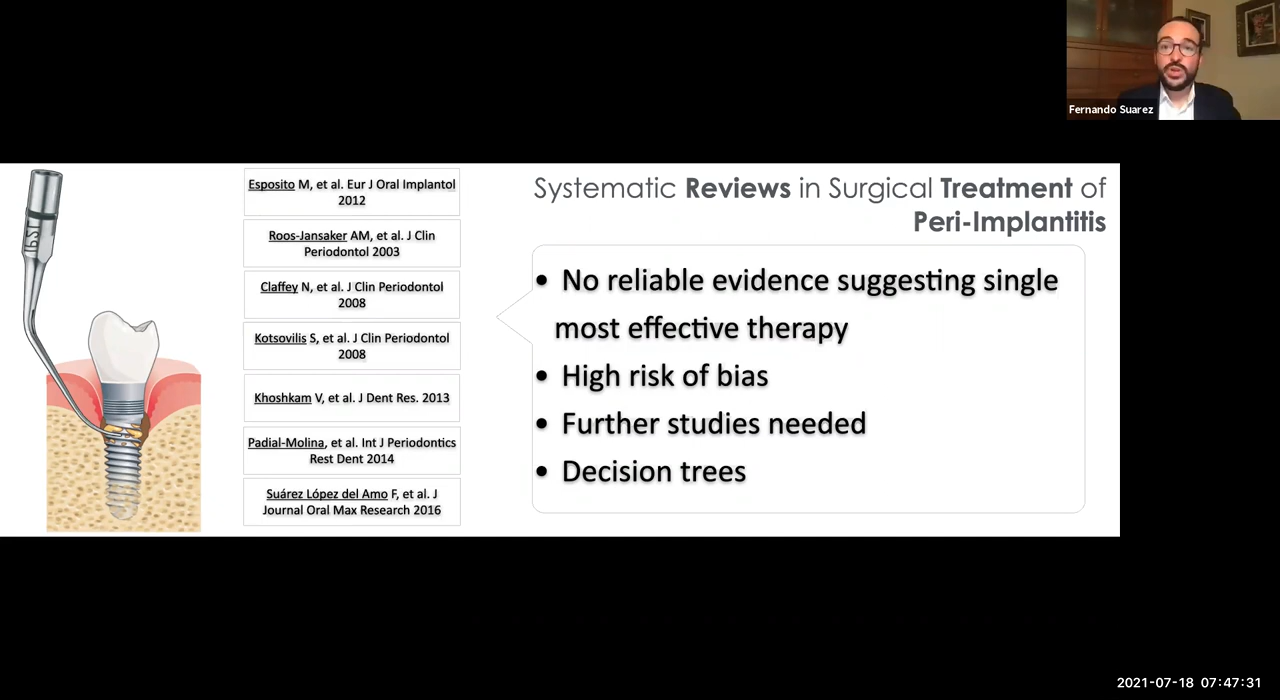 Fernando Suarez
Systematic Reviews in Surgical Treatment of
Peri-Implantitis
Esposito M, et al. Eur J Oral Implantol
2012
Roos-Jansaker AM, et al. J Clin
Periodontol 2003
Claffey N, et al. J Clin Periodontol
2008
Kotsovilis S, et al. J Clin Periodontol
2008
Khoshkam V, et al. J Dent Res. 2013
Padial-Molina, et al. Int J Periodontics
Rest Dent 2014
Suárez López del Amo F, et al. J
Journal Oral Max Research 2016
• No reliable evidence suggesting single
most effective therapy
• High risk of bias
• Further studies needed
• Decision trees
2021-07-18 07:47:31